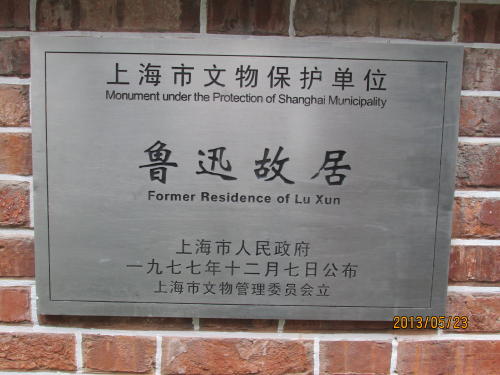 上海市文物保护单位
Monument under the Protection of Shanghai Municipality
鲁迅故居
Former Residence of Lu Xun
上海市人民政府
一九七七年十二月七日公布
上海市文物管理委员会立
2013/05/23